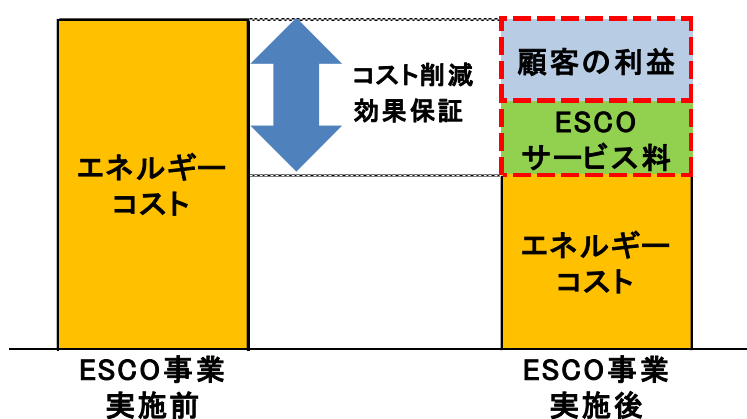 エネルギー
コスト
コスト削減
効果保証
顧客の利益
ESCO
サービス料
エネルギー
コスト
ESCO事業
実施前
ESCO事業
実施後